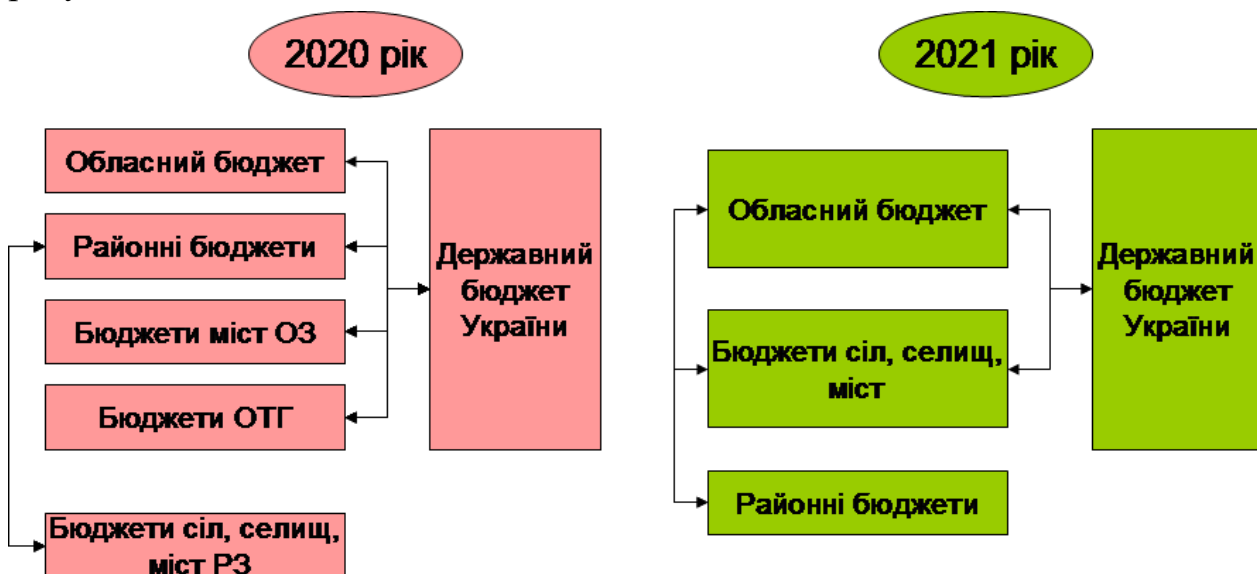 2020 рік
Обласний бюджет
Районні бюджети
Бюджети міст ОЗ
Бюджети ОТГ
Бюджети сіл, селищ,
міст РЗ
Державний
бюджет
України
2021 рік
Обласний бюджет
Бюджети сіл, селищ,
міст
Районні бюджети
Державний
бюджет
України